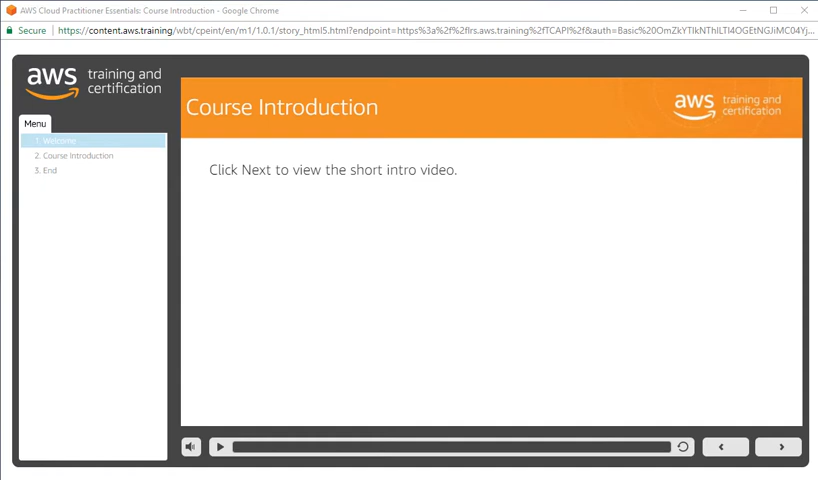 AWS Cloud Practitioner Essentials: Course Introduction - Google Chrome
Secure https://content.aws.training/wbt/cpeint/en/m1/1.0.1/story_html5.html?endpoint=https%3a%2f%2flrs.aws.training%2fTCAPI%2f&auth=Basic%20OmZkYTlkNThlLTI4OGEtNGJiMC04Yj...
aws training and
certification
Menu
1. Welcome
2. Course Introduction
3. End
Course Introduction
aws training and
certification
Click Next to view the short intro video.